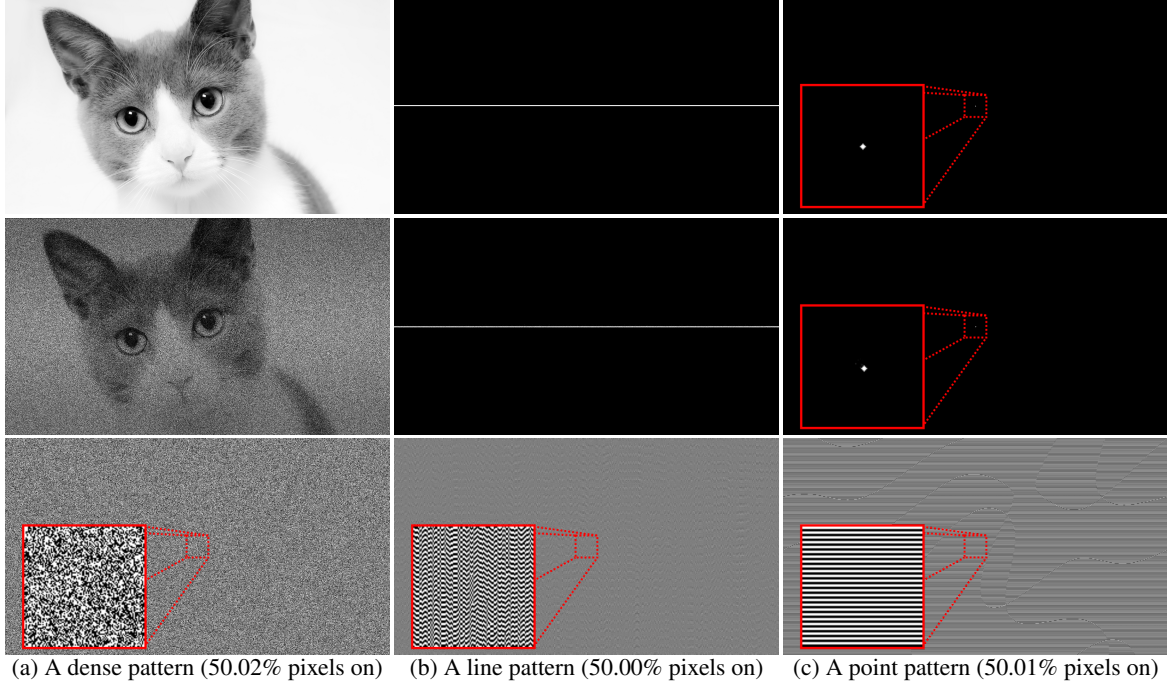 (a) A dense pattern (50.02% pixels on)
(b) A line pattern (50.00% pixels on)
(c) A point pattern (50.01% pixels on)